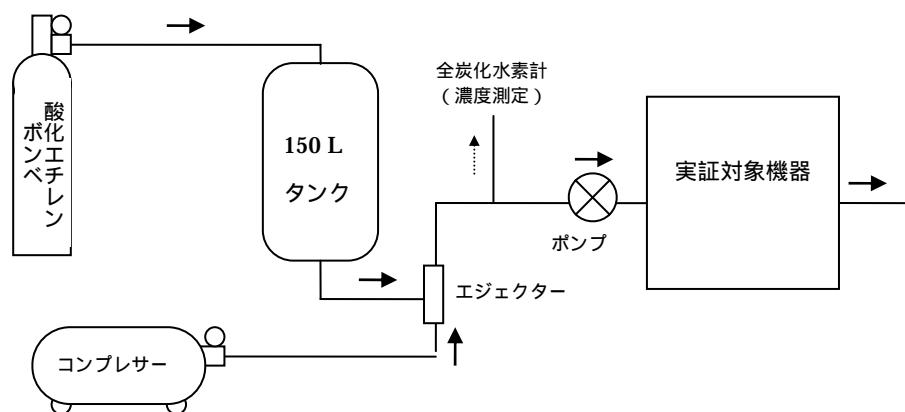 酸化エチレン
ボンベ
150 L
タンク
全炭化水素計
（濃度測定）
実証対象機器
ポンプ
エジェクター
コンプレサー